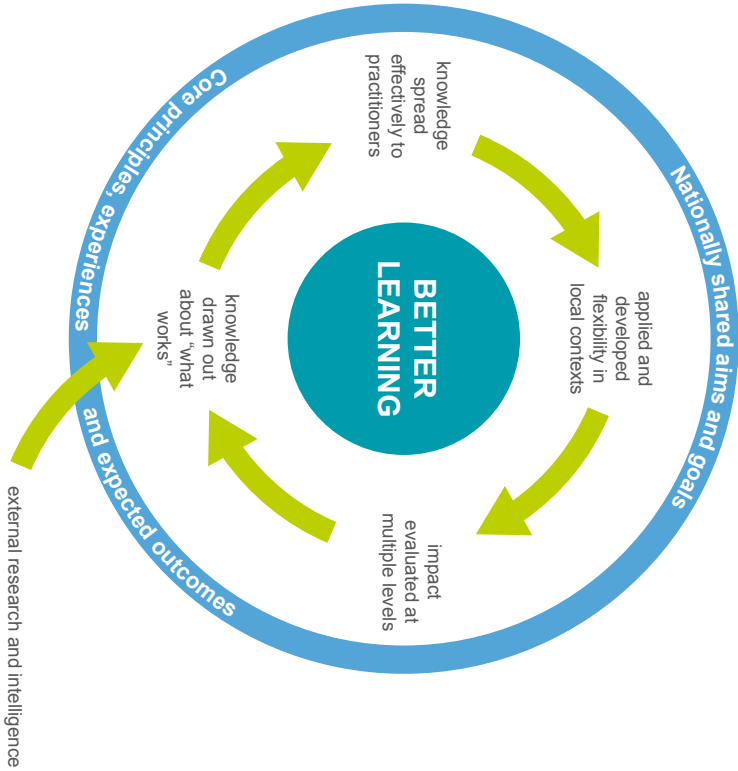 Nationally shared aims and goals
applied and
developed
flexibility in
local contexts
knowledge
spread
effectively to
practitioners
BETTER
LEARNING
impact
evaluated at
multiple levels
knowledge
drawn out
about “what
works”
Core principles, experiences
and expected outcomes
external research and intelligence